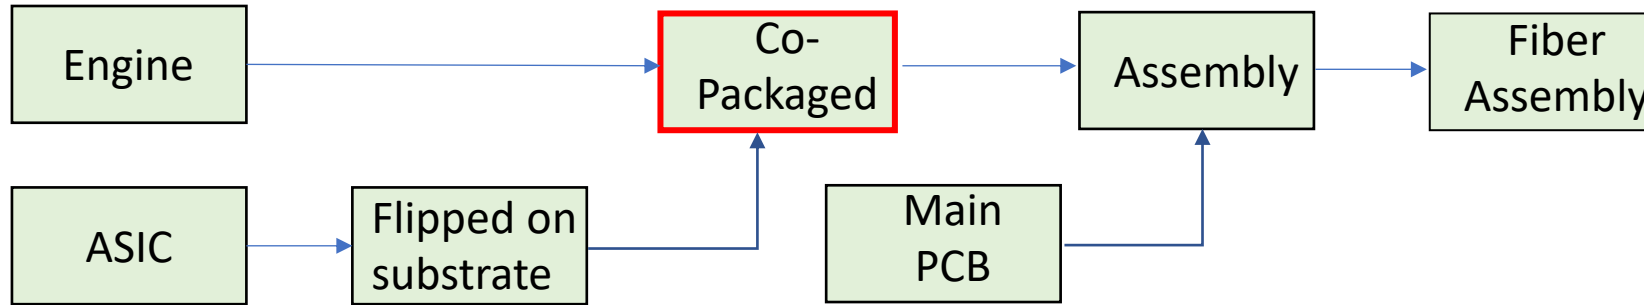 Engine
Co-
Packaged
Assembly
Fiber
Assembly
ASIC
Flipped on
substrate
Main
PCB